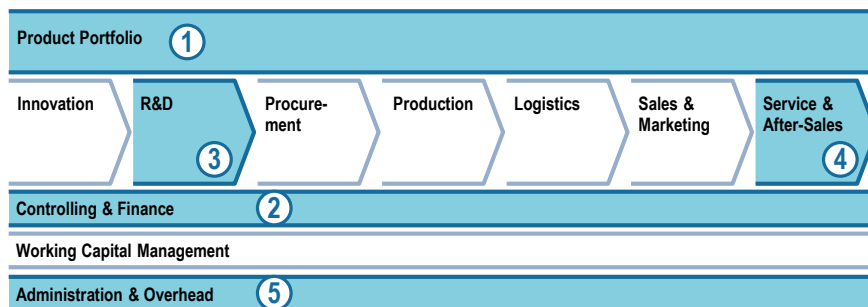 Product Portfolio 1
Innovation
R&D
3
Procure-
ment
Production
Logistics
Sales &
Marketing
Service &
After-Sales
4
Controlling & Finance 2
Working Capital Management
Administration & Overhead 5